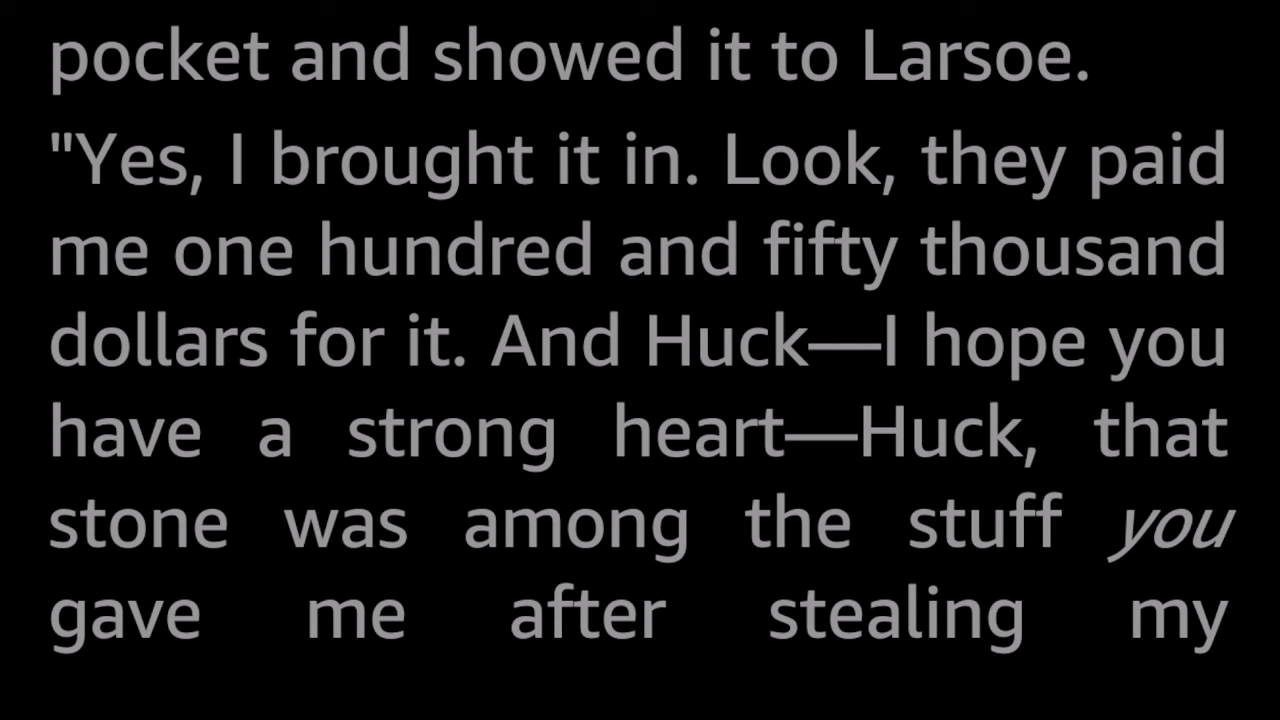 pocket and showed it to Larsoe.
"Yes, I brought it in. Look, they paid
me one hundred and fifty thousand
dollars for it. And Huck—I hope you
have a strong heart—Huck, that
stone was among the stuff you
gave me after stealing my